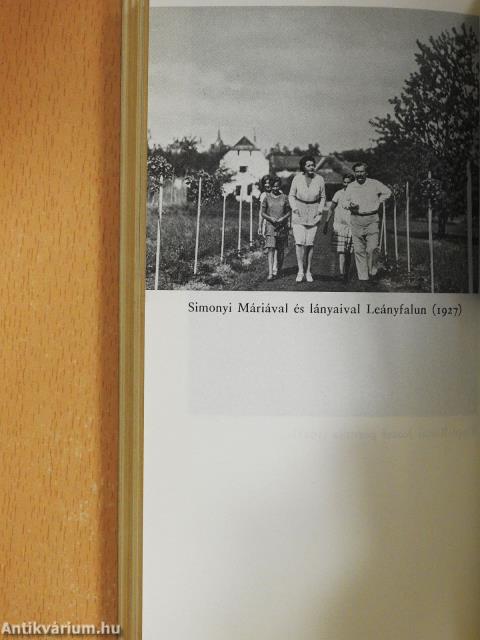 Simonyi Máriával és lányaival Leányfalun (1927)
Antikvárium.hu